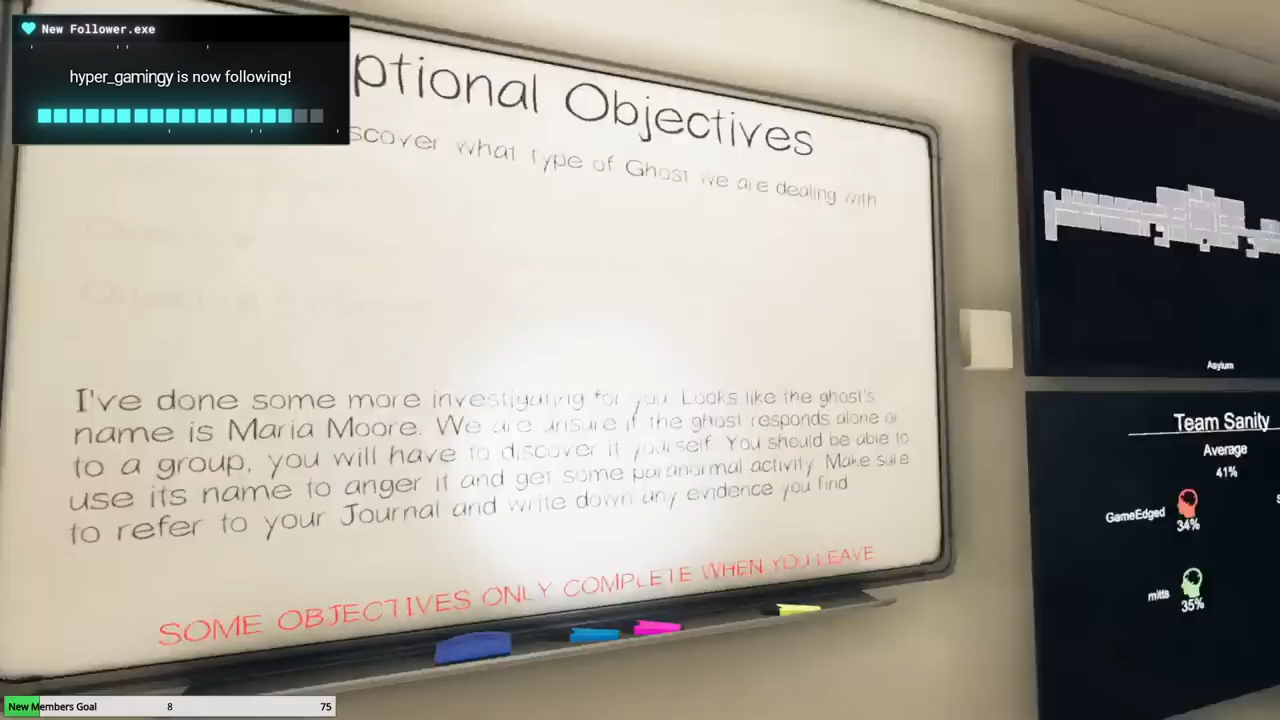 New Follower.exe
hyper_gamingy is now following!
ptional Objectives
scover what type of Ghost we are dealing with
I've done some more investigating for you. Looks like the ghost's
name is Maria Moore. We are unsure if the ghost responds alone or
to a group, you will have to discover it yourself. You should be able to
use its name to anger it and get some paranormal activity. Make sure
to refer to your Journal and write down any evidence you find
SOME OBJECTIVES ONLY COMPLETE WHEN YOU LEAVE
Asylum
Team Sanity
Average
41%
GameEdged
34%
mitts
35%
New Members Goal 8 75